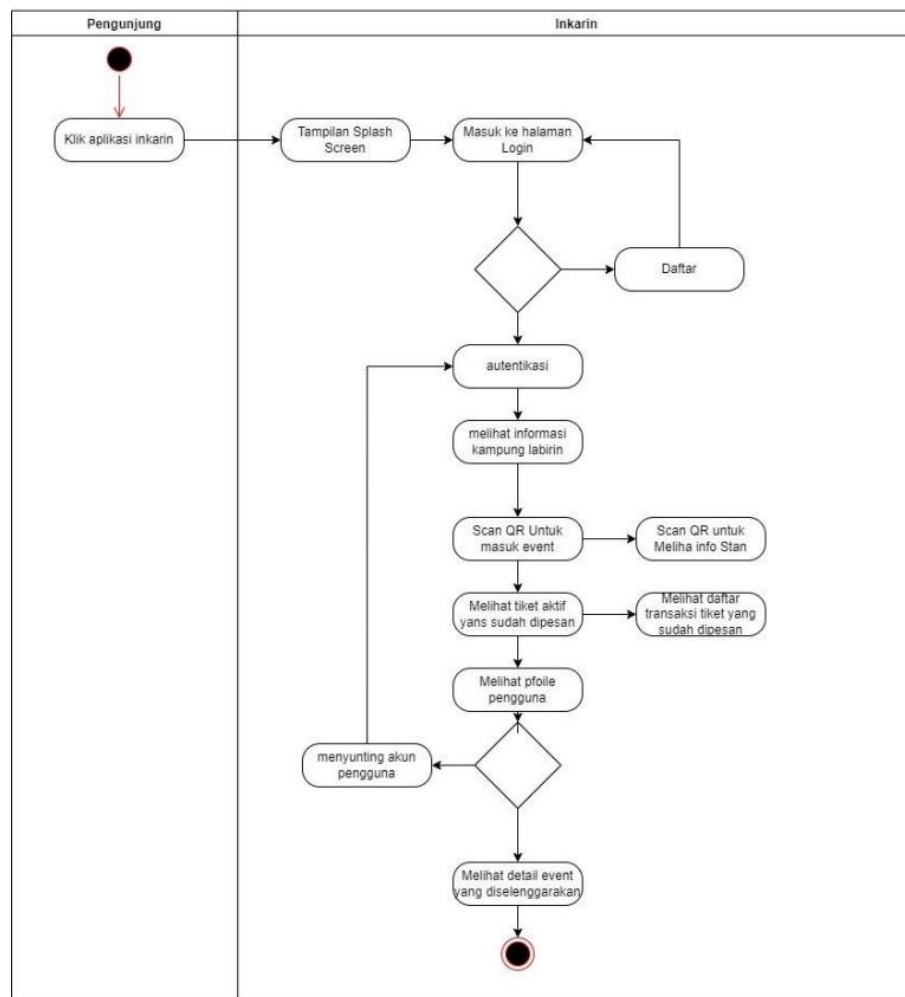 Pengunjung
Inkarin
Klik aplikasi inkarin
Tampilan Splash
Screen
Masuk ke halaman
Login
Daftar
autentikasi
melihat informasi
kampung labirin
Scan QR Untuk
masuk event
Scan QR untuk
Meliha info Stan
Melihat tiket aktif
yans sudah dipesan
Melihat daftar
transaksi tiket yang
sudah dipesan
Melihat pfoile
pengguna
menyunting akun
pengguna
Melihat detail event
yang diselenggarakan